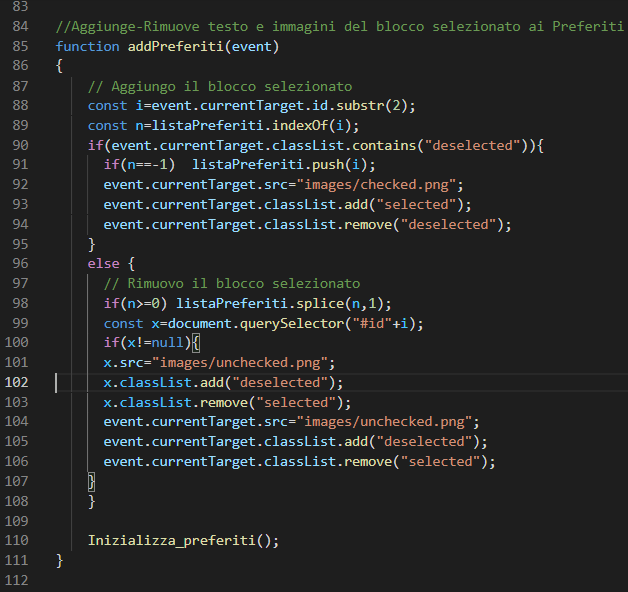 83
84 //Aggiunge-Rimuove testo e immagini del blocco selezionato ai Preferiti
85 function addPreferiti(event)
86 {
87 // Aggiungo il blocco selezionato
88 const i=event.currentTarget.id.substr(2);
89 const n=listaPreferiti.indexOf(i);
90 if(event.currentTarget.classList.contains("deselected")){
91 if(n==-1)  listaPreferiti.push(i);
92 event.currentTarget.src="images/checked.png";
93 event.currentTarget.classList.add("selected");
94 event.currentTarget.classList.remove("deselected");
95 }
96 else {
97 // Rimuovo il blocco selezionato
98 if(n>=0) listaPreferiti.splice(n,1);
99 const x=document.querySelector("#id"+i);
100 if(x!=null){
101 x.src="images/unchecked.png";
102 x.classList.add("deselected");
103 x.classList.remove("selected");
104 event.currentTarget.src="images/unchecked.png";
105 event.currentTarget.classList.add("deselected");
106 event.currentTarget.classList.remove("selected");
107 }
108 }
109
110 Inizializza_preferiti();
111 }
112